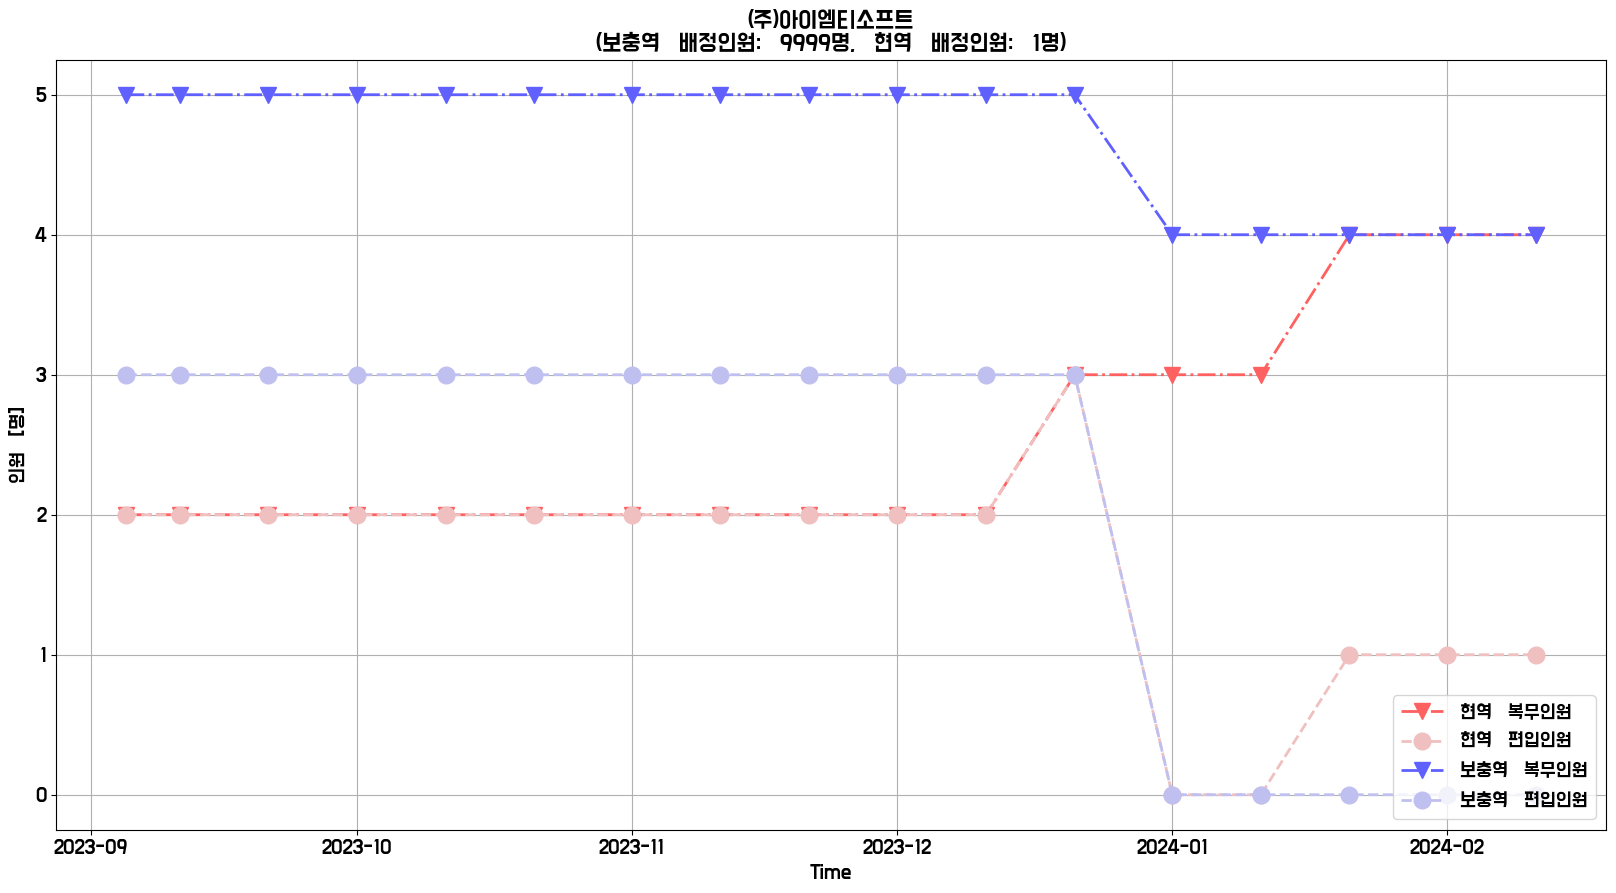 (주)아이엠티소프트
(보충역 배정인원: 9999명, 현역 배정인원: 1명)
5
4
3
2
1
0
인원 [명]
2023-09
2023-10
2023-11
2023-12
2024-01
2024-02
Time
현역 복무인원
현역 편입인원
보충역 복무인원
보충역 편입인원